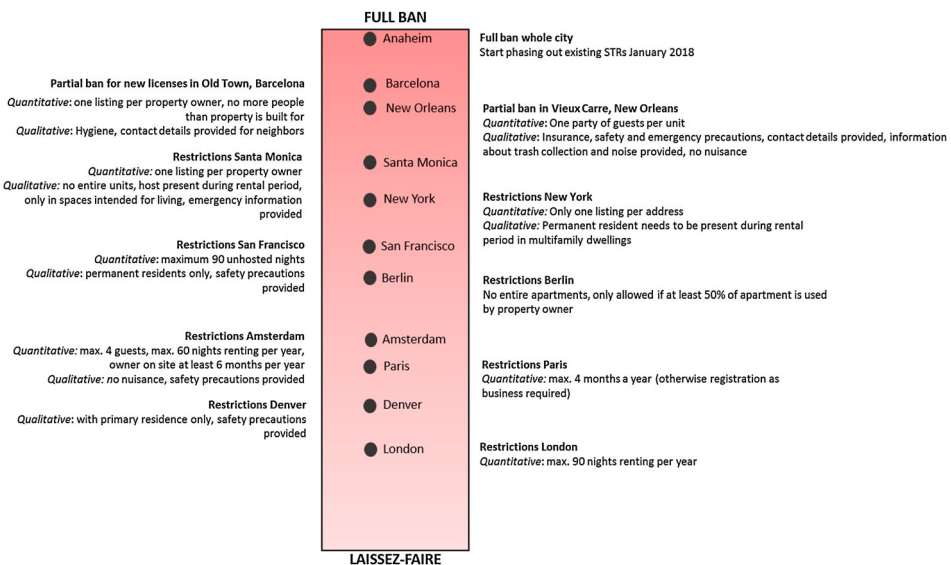 FULL BAN
Anaheim
Full ban whole city
Start phasing out existing STRs January 2018
Partial ban for new licenses in Old Town, Barcelona
Quantitative: one listing per property owner, no more people
than property is built for
Qualitative: Hygiene, contact details provided for neighbors
Barcelona
New Orleans
Partial ban in Vieux Carre, New Orleans
Quantitative: One party of guests per unit
Qualitative: Insurance, safety and emergency precautions, contact details provided, information
about trash collection and noise provided, no nuisance
Restrictions Santa Monica
Quantitative: one listing per property owner
Qualitative: no entire units, host present during rental period,
only in spaces intended for living, emergency information
provided
Santa Monica
New York
Restrictions New York
Quantitative: Only one listing per address
Qualitative: Permanent resident needs to be present during rental
period in multifamily dwellings
Restrictions San Francisco
Quantitative: maximum 90 unhosted nights
Qualitative: permanent residents only, safety precautions
provided
San Francisco
Berlin
Restrictions Berlin
No entire apartments, only allowed if at least 50% of apartment is used
by property owner
Restrictions Amsterdam
Quantitative: max. 4 guests, max. 60 nights renting per year,
owner on site at least 6 months per year
Qualitative: no nuisance, safety precautions provided
Amsterdam
Paris
Restrictions Paris
Quantitative: max. 4 months a year (otherwise registration as
business required)
Restrictions Denver
Qualitative: with primary residence only, safety precautions
provided
Denver
London
Restrictions London
Quantitative: max. 90 nights renting per year
LAISSEZ-FAIRE